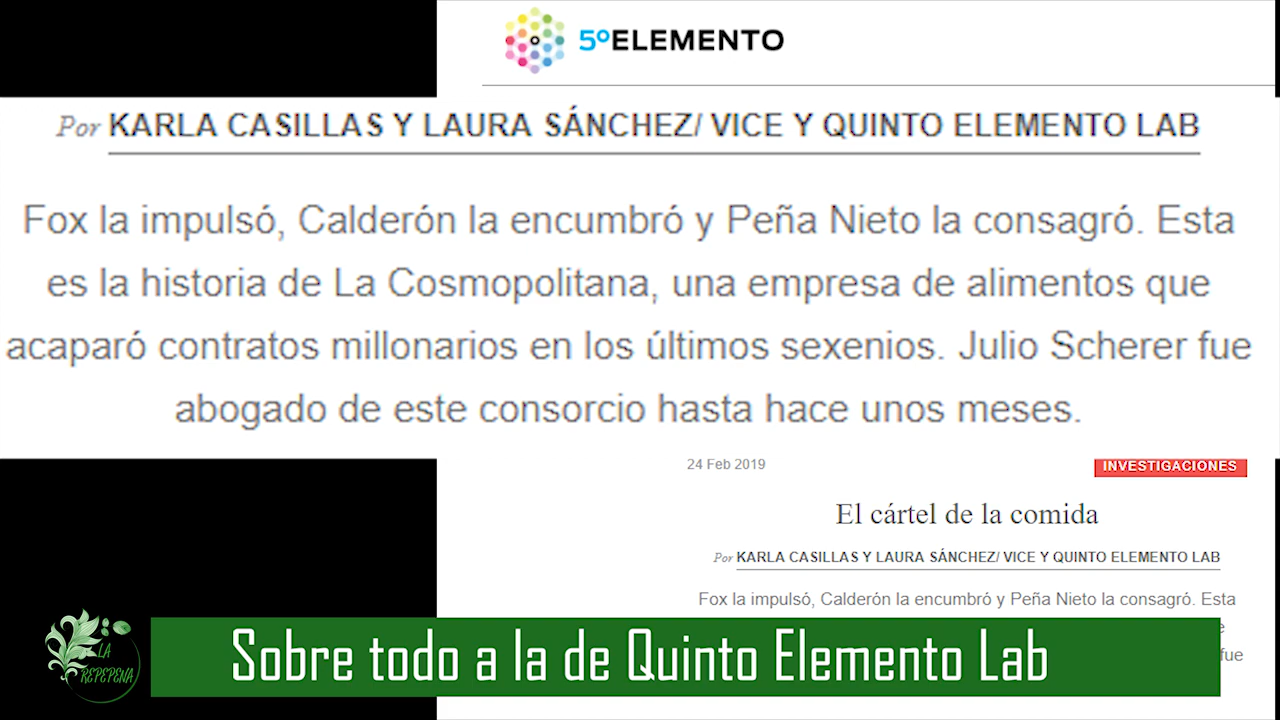 5ºELEMENTO
Por KARLA CASILLAS Y LAURA SÁNCHEZ/ VICE Y QUINTO ELEMENTO LAB
Fox la impulsó, Calderón la encumbró y Peña Nieto la consagró. Esta
es la historia de La Cosmopolitana, una empresa de alimentos que
acaparó contratos millonarios en los últimos sexenios. Julio Scherer fue
abogado de este consorcio hasta hace unos meses.
24 Feb 2019
INVESTIGACIONES
El cártel de la comida
Por KARLA CASILLAS Y LAURA SÁNCHEZ/ VICE Y QUINTO ELEMENTO LAB
Fox la impulsó, Calderón la encumbró y Peña Nieto la consagró. Esta
fue
LA
REPEPENA
Sobre todo a la de Quinto Elemento Lab